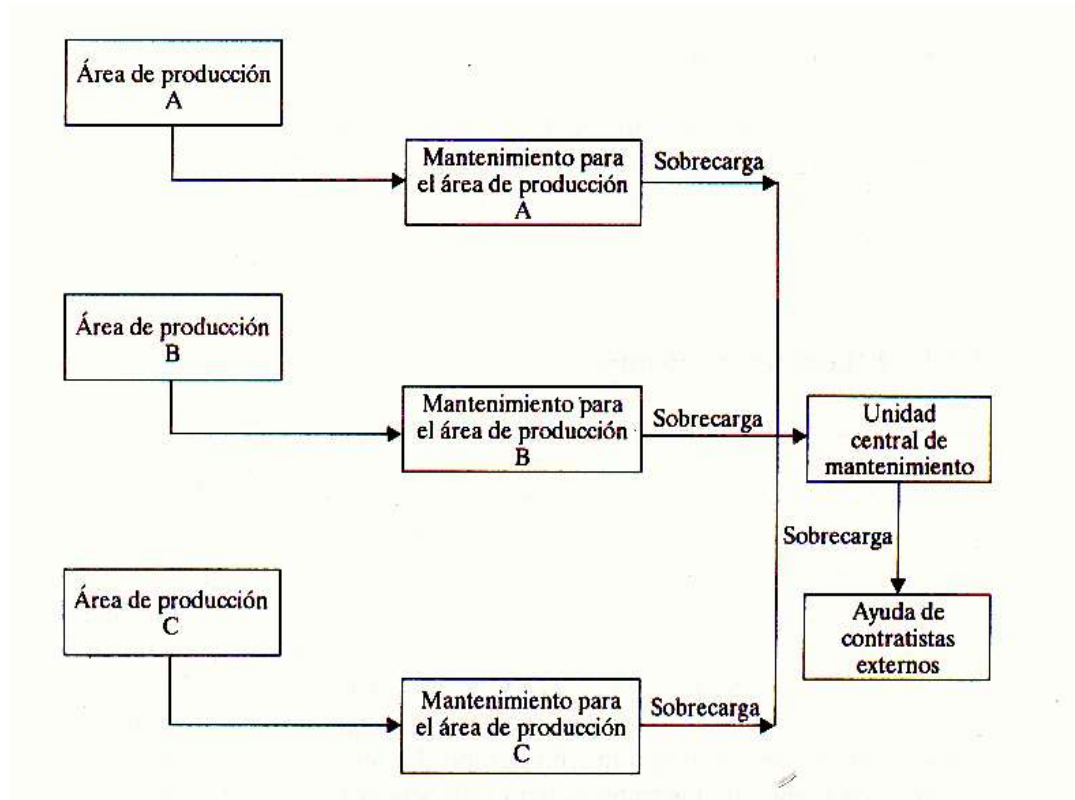 Área de producción
A
Mantenimiento para
el área de producción
A
Sobrecarga
Área de producción
B
Mantenimiento para
el área de producción
B
Sobrecarga
Unidad
central de
mantenimiento
Sobrecarga
Ayuda de
contratistas
externos
Área de producción
C
Mantenimiento para
el área de producción
C
Sobrecarga